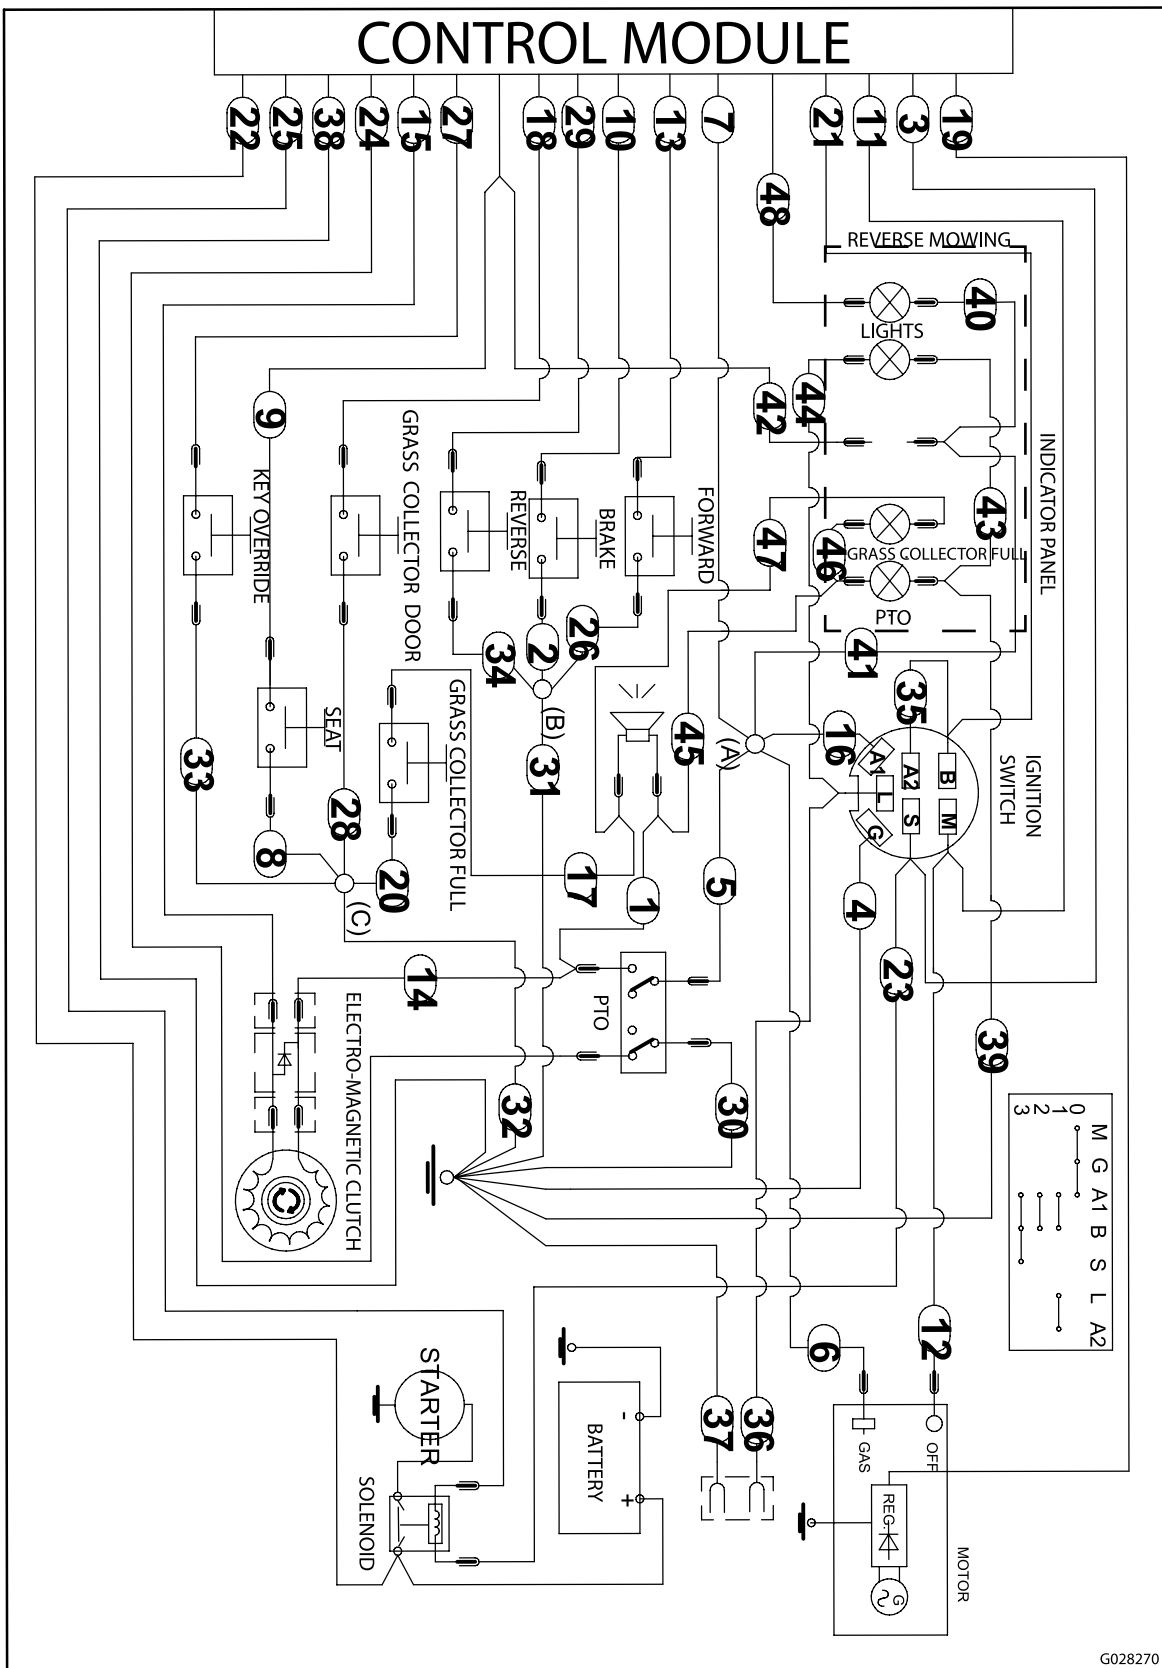 CONTROL MODULE
22
25
38
24
15
27
18
29
10
13
7
48
21
11
3
19
REVERSE MOWING
40
LIGHTS
44
9
42
GRASS COLLECTOR DOOR
KEY OVERRIDE
REVERSE
BRAKE
FORWARD
47
43
INDICATOR PANEL
46
GRASS COLLECTOR FULL
PTO
41
34
2
26
(B)
SEAT
GRASS COLLECTOR FULL
33
28
31
45
(A)
16
35
A1
A2
B
L
S
M
G
IGNITION
SWITCH
8
20
(C)
17
1
5
4
23
39
14
PTO
ELECTRO-MAGNETIC CLUTCH
32
30
0
1
2
3
M G A1 B S L A2
12
6
37
36
STARTER
SOLENOID
BATTERY
-
+
GAS
OFF
REG.
G
MOTOR
G028270